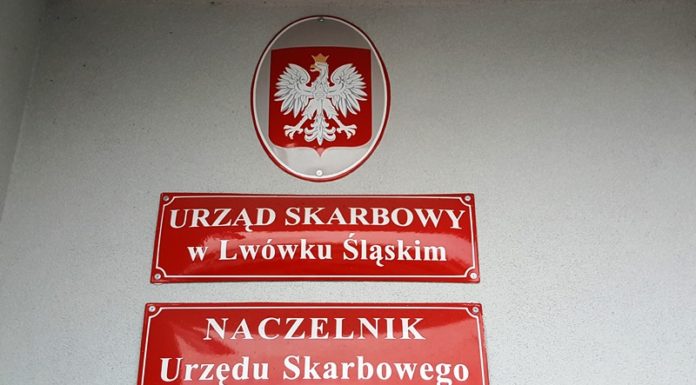 URZĄD SKARBOWY
w Lwówku Śląskim
NACZELNIK
Urzędu Skarbowego